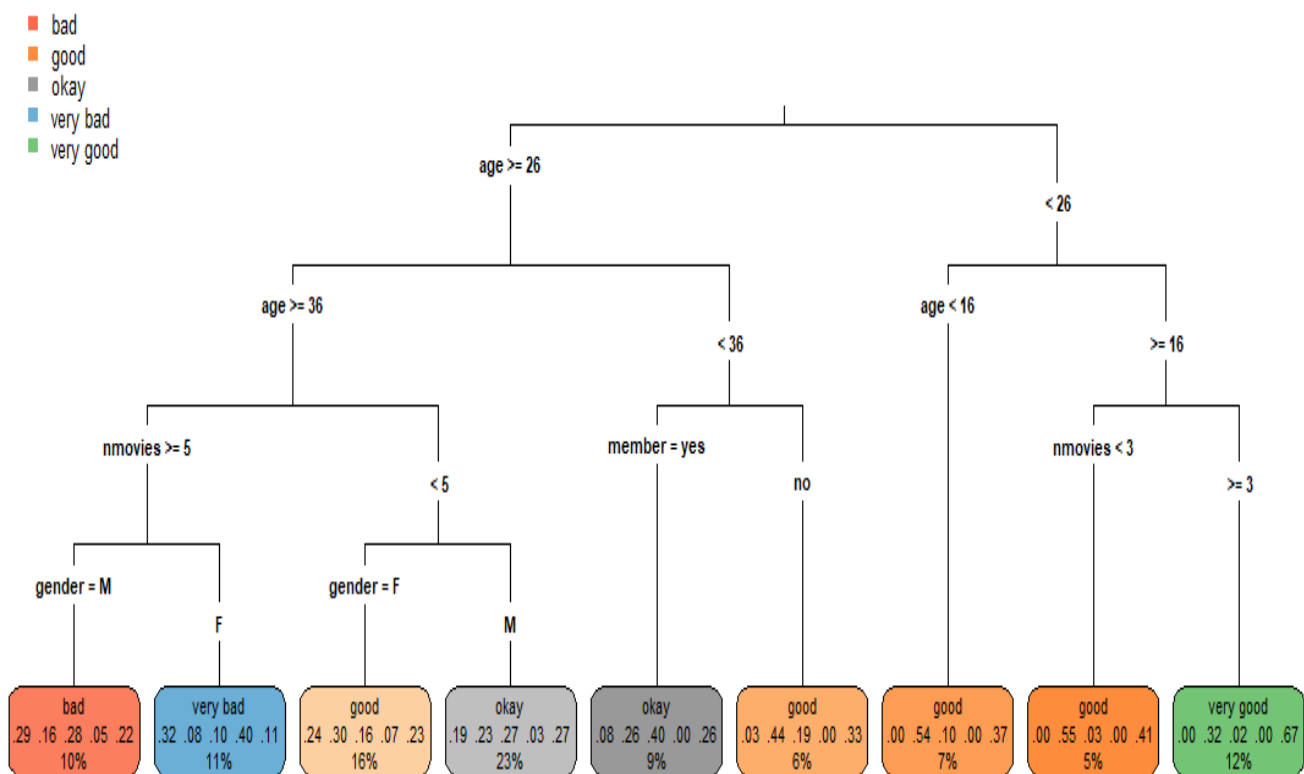 bad
good
okay
very bad
very good
age >= 26
< 26
age >= 36
< 36
age < 16
>= 16
nmovies >= 5
< 5
member = yes
no
nmovies < 3
>= 3
gender = M
F
gender = F
M
bad
.29 .16 .28 .05 .22
10%
very bad
.32 .08 .10 .40 .11
11%
good
.24 .30 .16 .07 .23
16%
okay
.19 .23 .27 .03 .27
23%
okay
.08 .26 .40 .00 .26
9%
good
.03 .44 .19 .00 .33
6%
good
.00 .54 .10 .00 .37
7%
good
.00 .55 .03 .00 .41
5%
very good
.00 .32 .02 .00 .67
12%